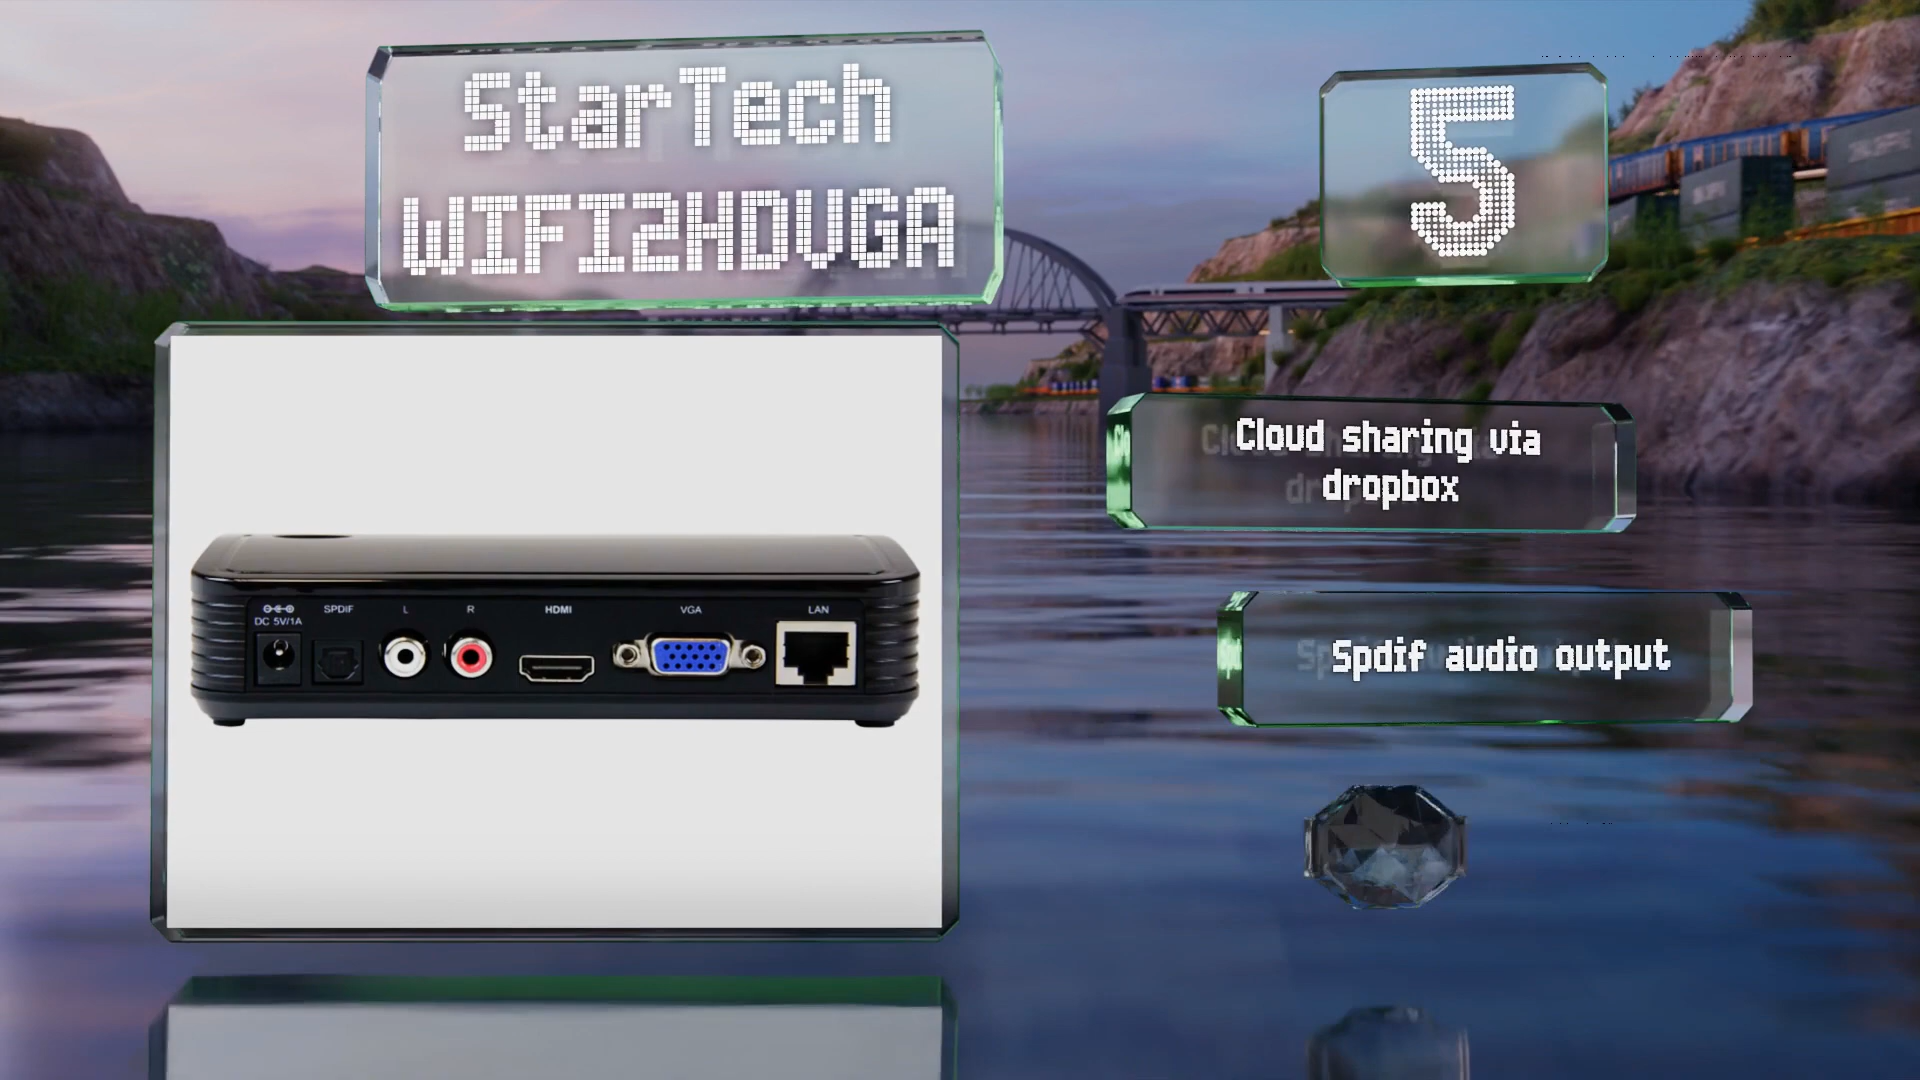 StarTech
WIFI2HDVGA
5
Cloud sharing via
dropbox
Spdif audio output
DC 5V/1A
SPDIF
L
R
HDMI
VGA
LAN